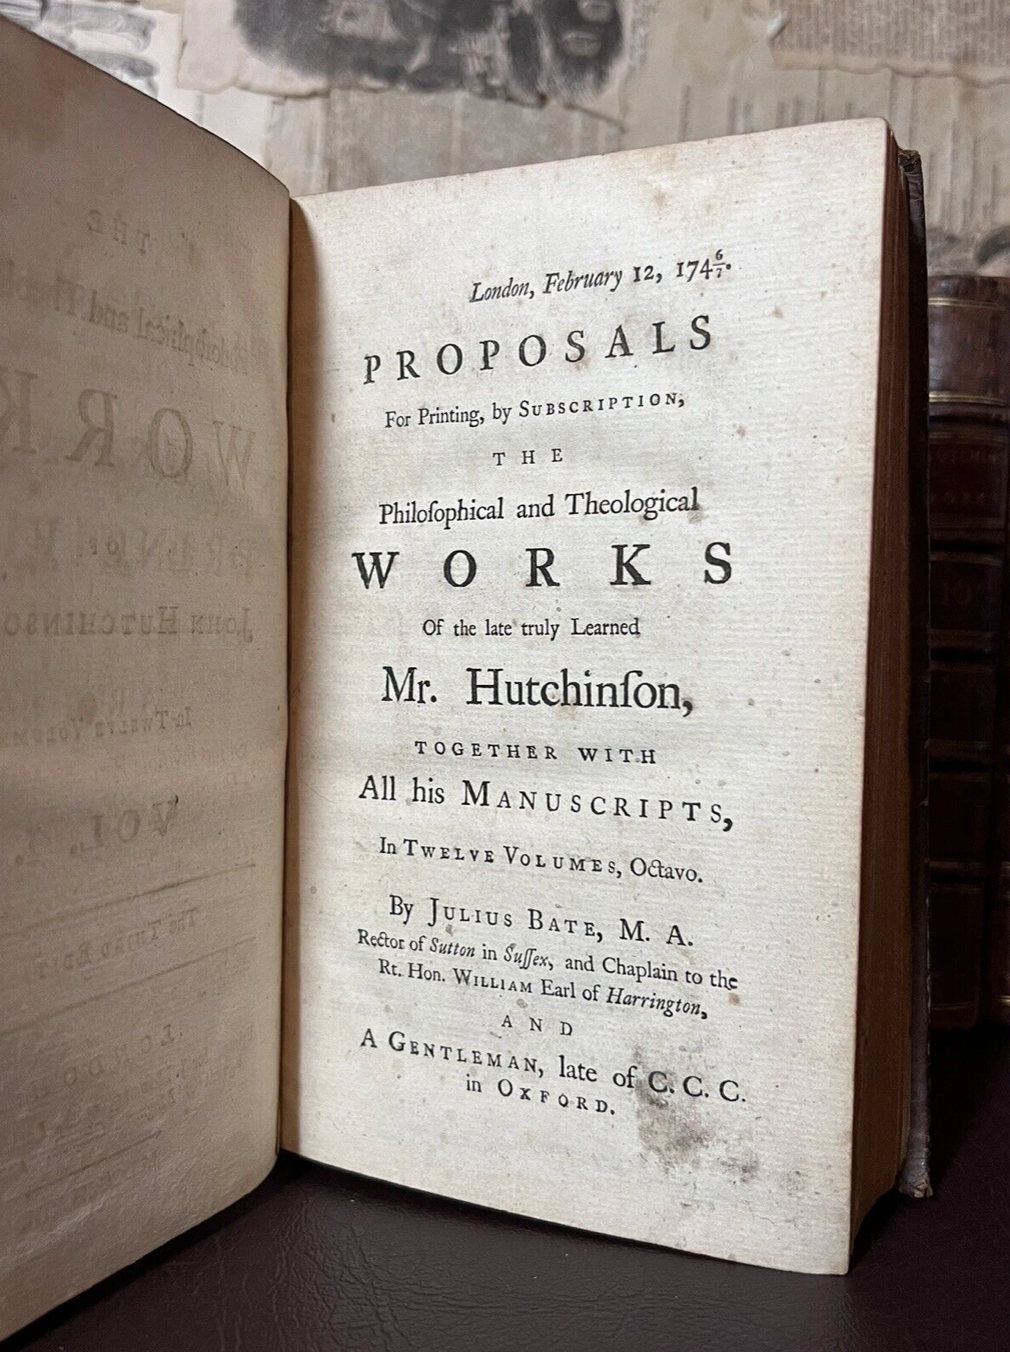 London, February 12, 174 6/7.
PROPOSALS
For Printing, by SUBSCRIPTION,
THE
Philoſophical and Theological
WORKS
Of the late truly Learned
Mr. Hutchinſon,
TOGETHER WITH
All his MANUSCRIPTS,
In TWELVE VOLUMES, Octavo.
By JULIUS BATE, M. A.
Rector of Sutton in Suſſex, and Chaplain to the
Rt. Hon. WILLIAM Earl of Harrington,
AND
A GENTLEMAN, late of C. C. C.
in OXFORD.